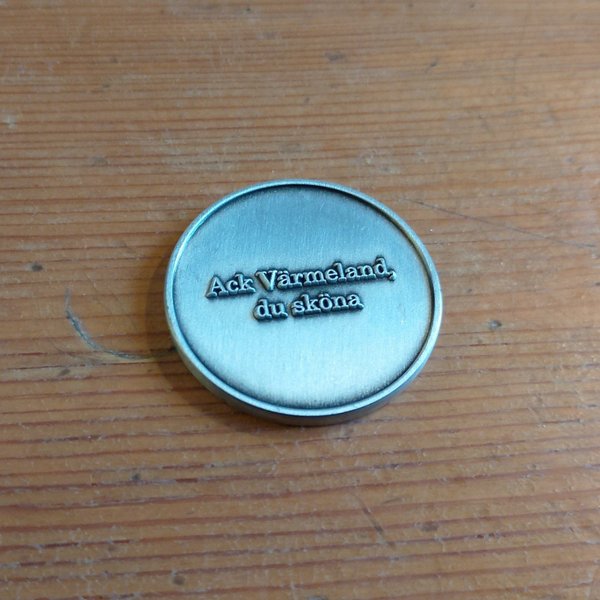 Ack Värmeland,
du sköna